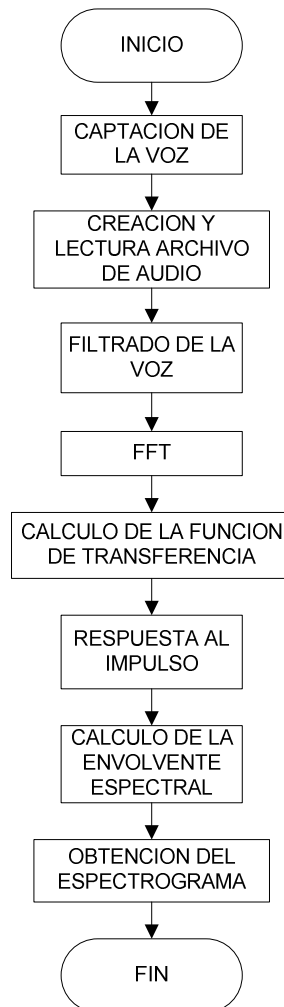 INICIO
CAPTACION DE
LA VOZ
CREACION Y
LECTURA ARCHIVO
DE AUDIO
FILTRADO DE LA
VOZ
FFT
CALCULO DE LA FUNCION
DE TRANSFERENCIA
RESPUESTA AL
IMPULSO
CALCULO DE LA
ENVOLVENTE
ESPECTRAL
OBTENCION DEL
ESPECTROGRAMA
FIN